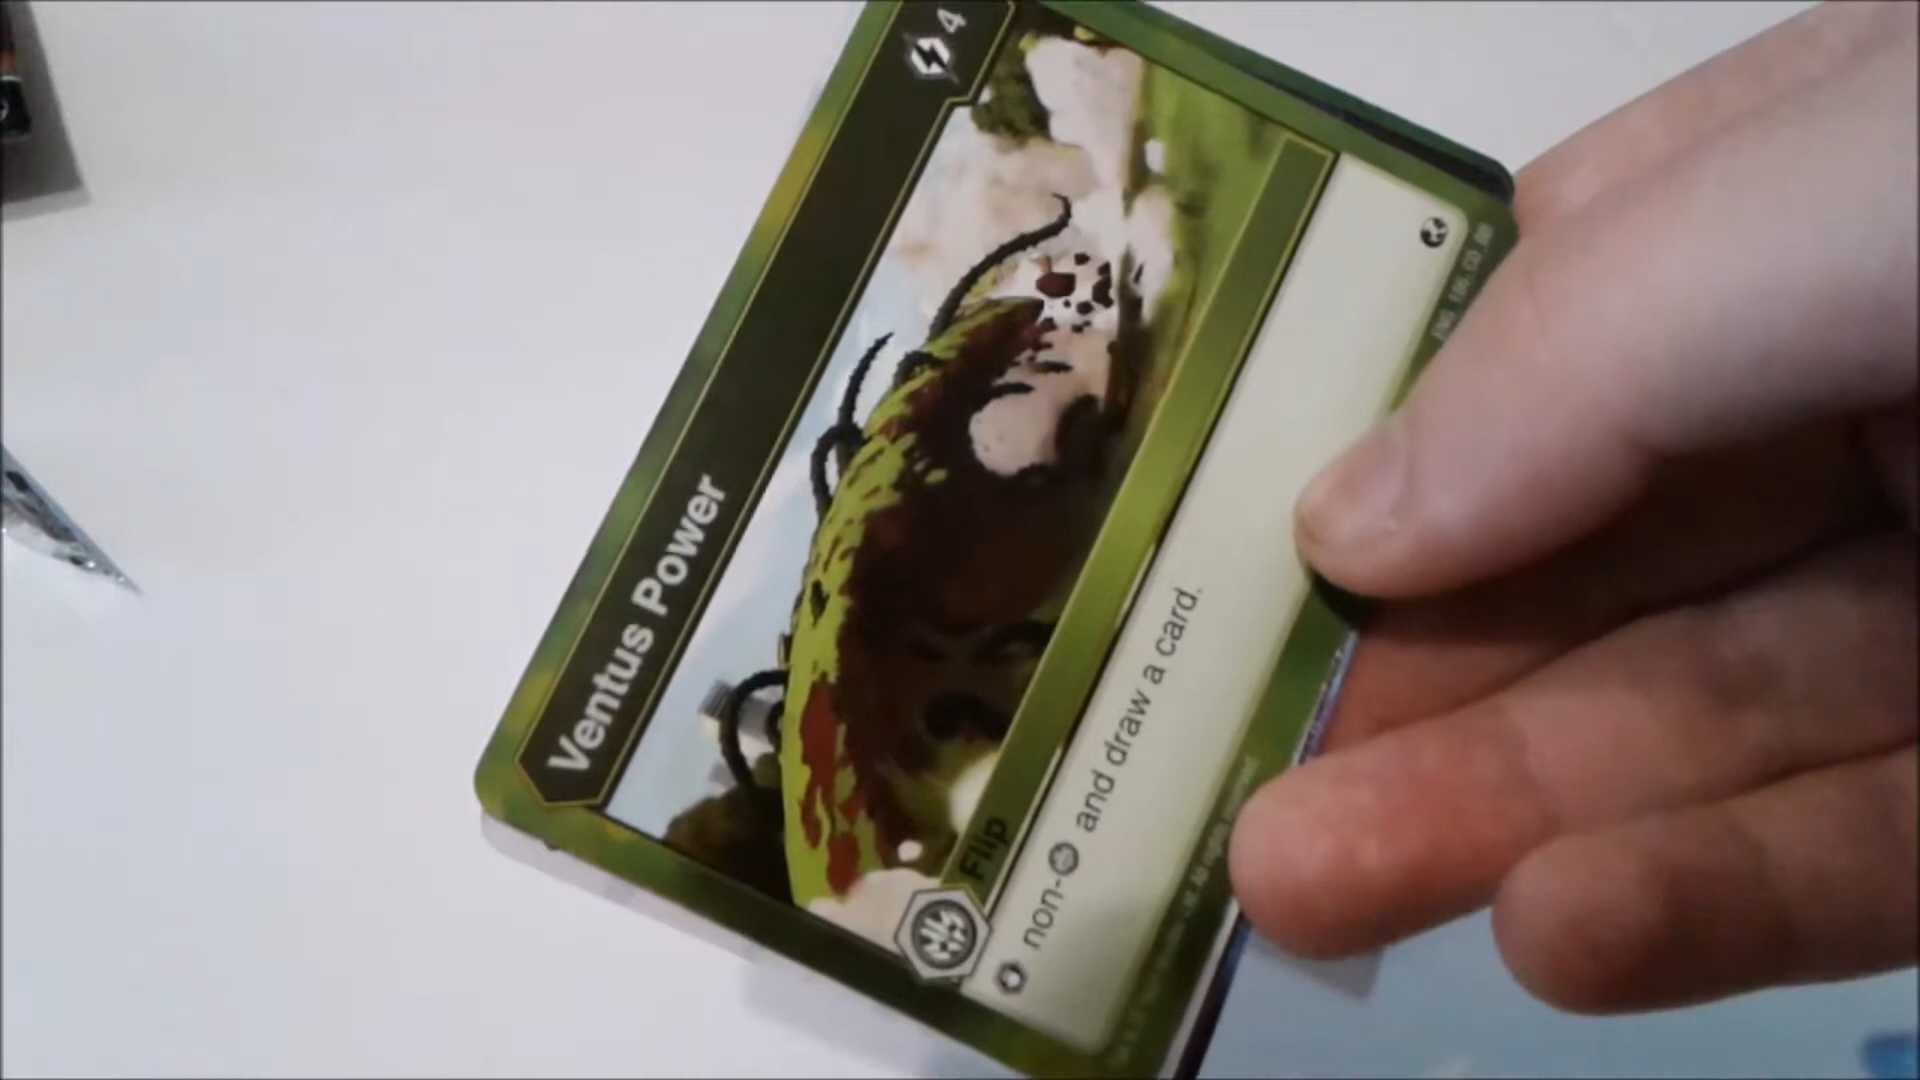 Ventus Power
4
Flip
non- and draw a card.